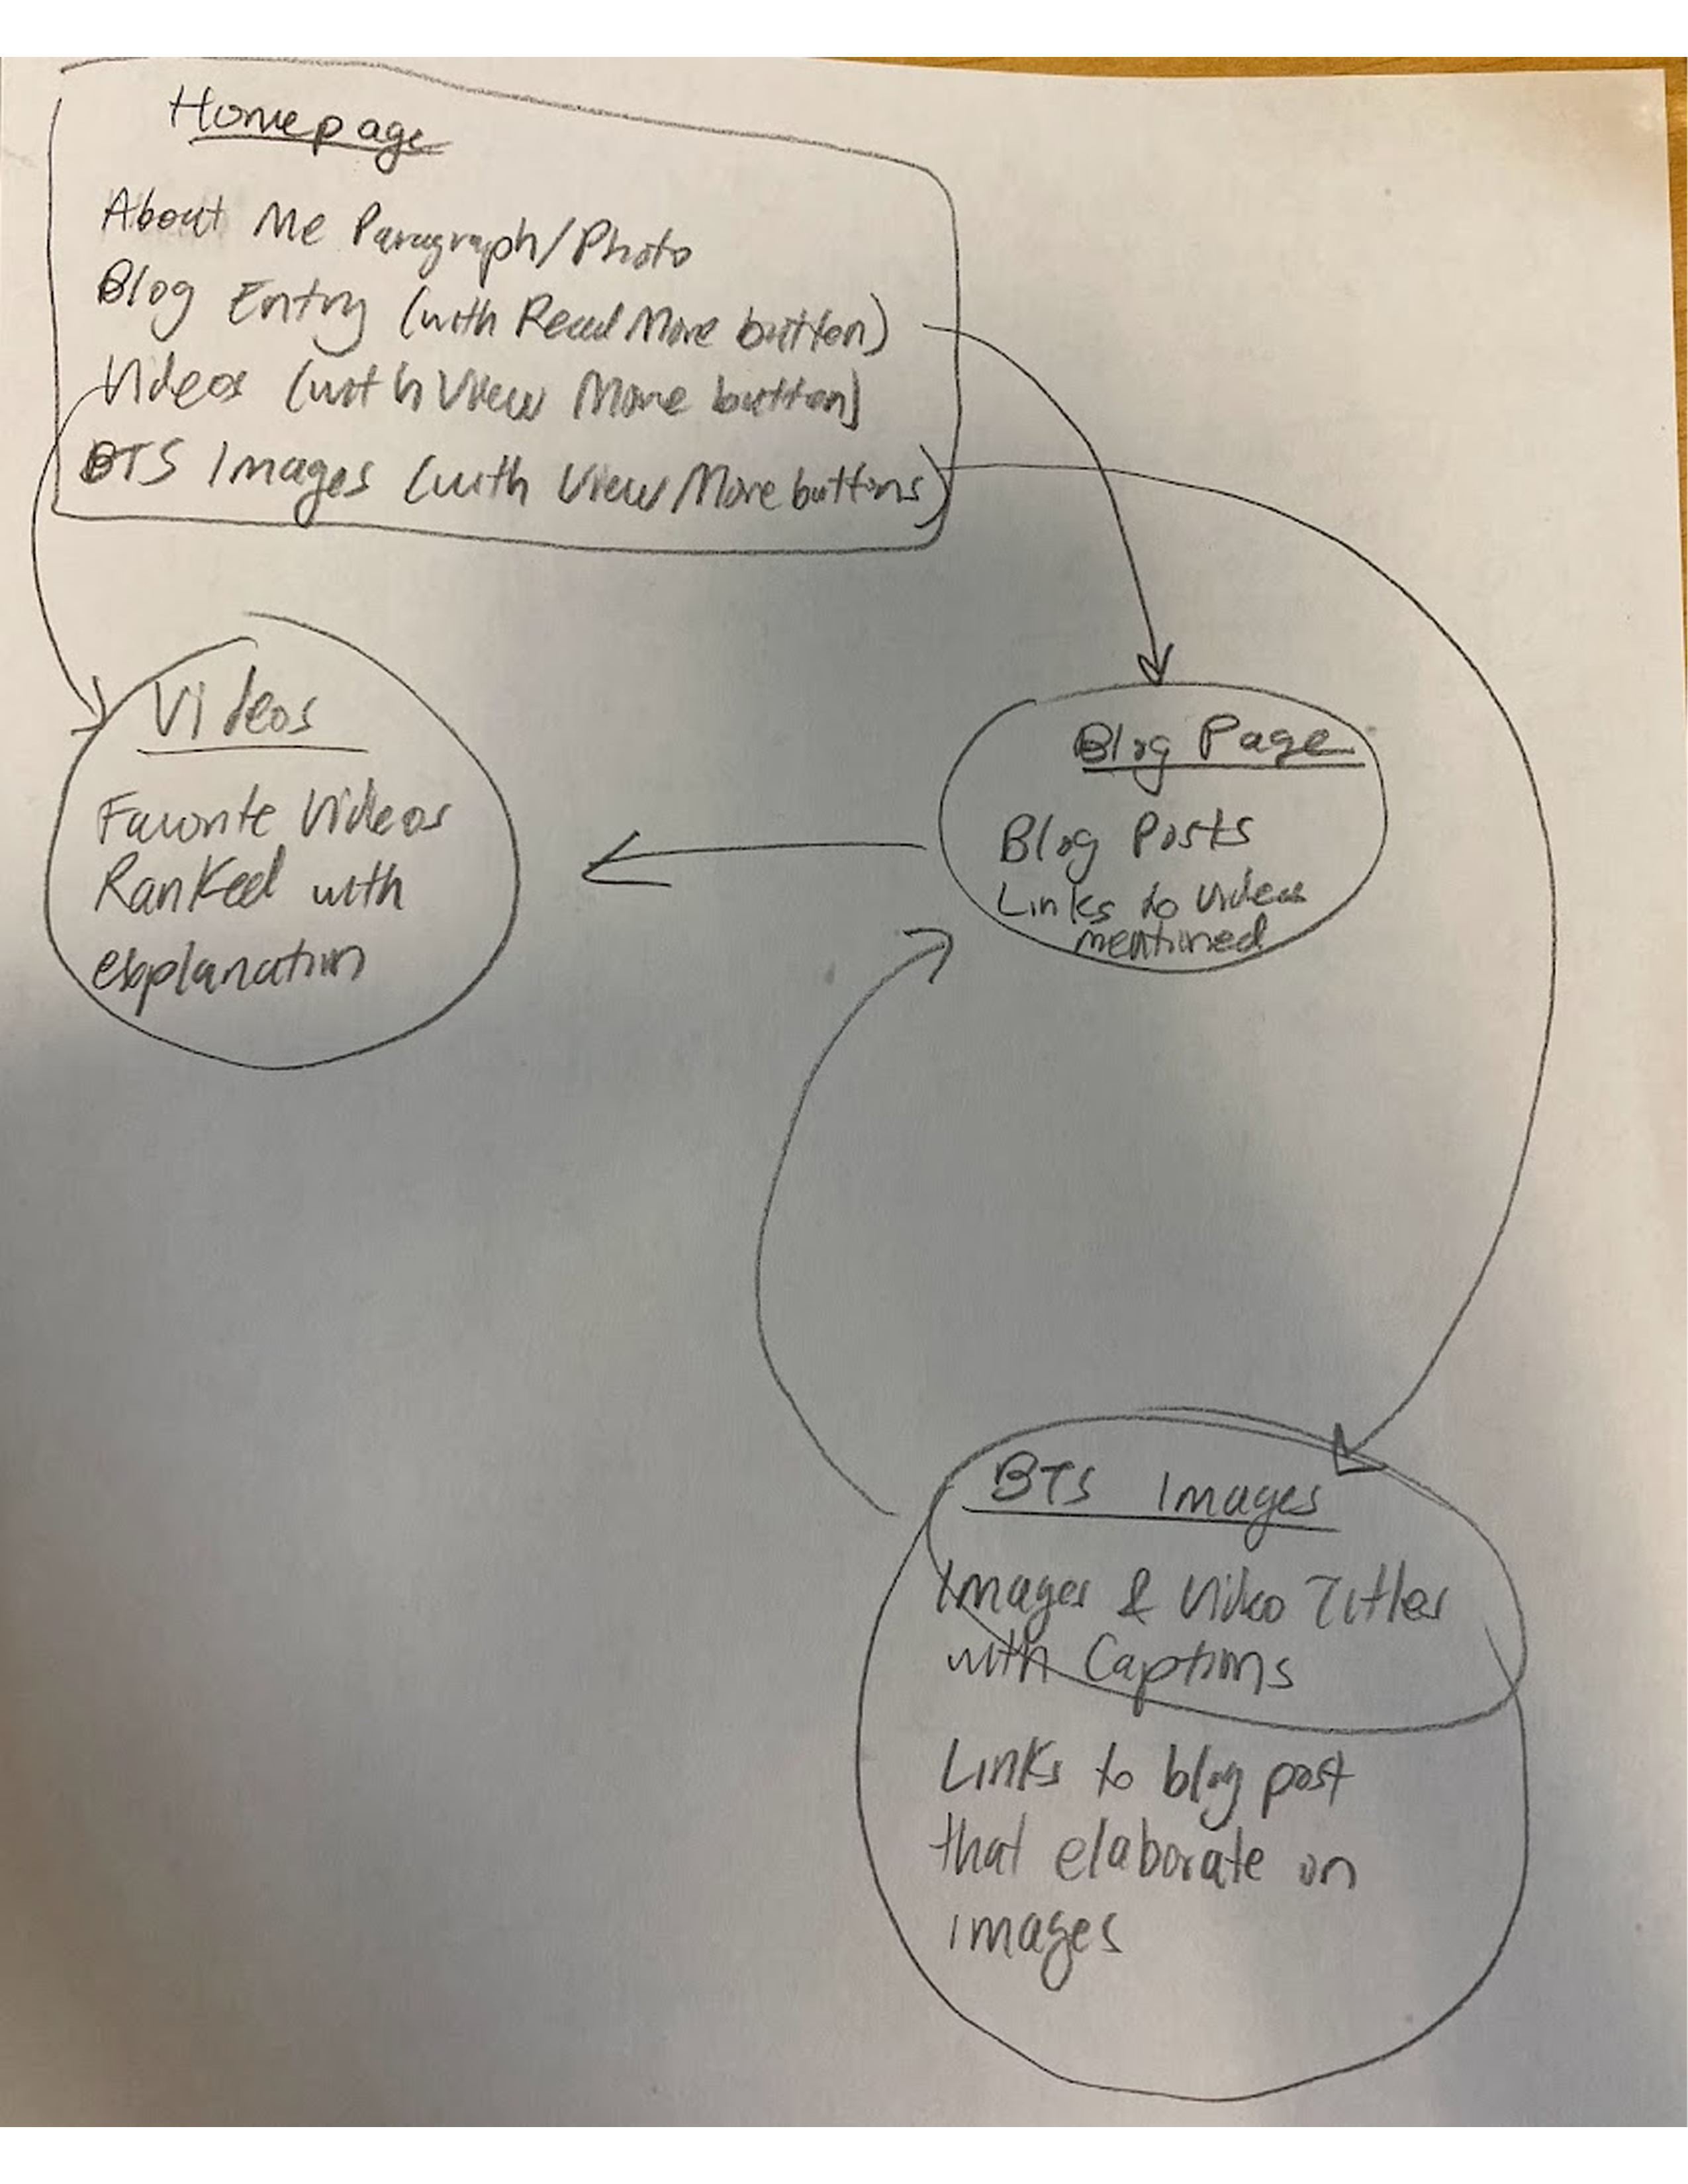 Homepage
About Me Paragraph/Photo
Blog Entry (with Read More button)
Videos (with View More button)
BTS Images (with View More buttons)
Videos
Favorite Videos
Ranked with
explanation
Blog Page
Blog Posts
Links to videos
mentioned
BTS Images
Images & Video Titles
with Captions
Links to blog post
that elaborate on
images